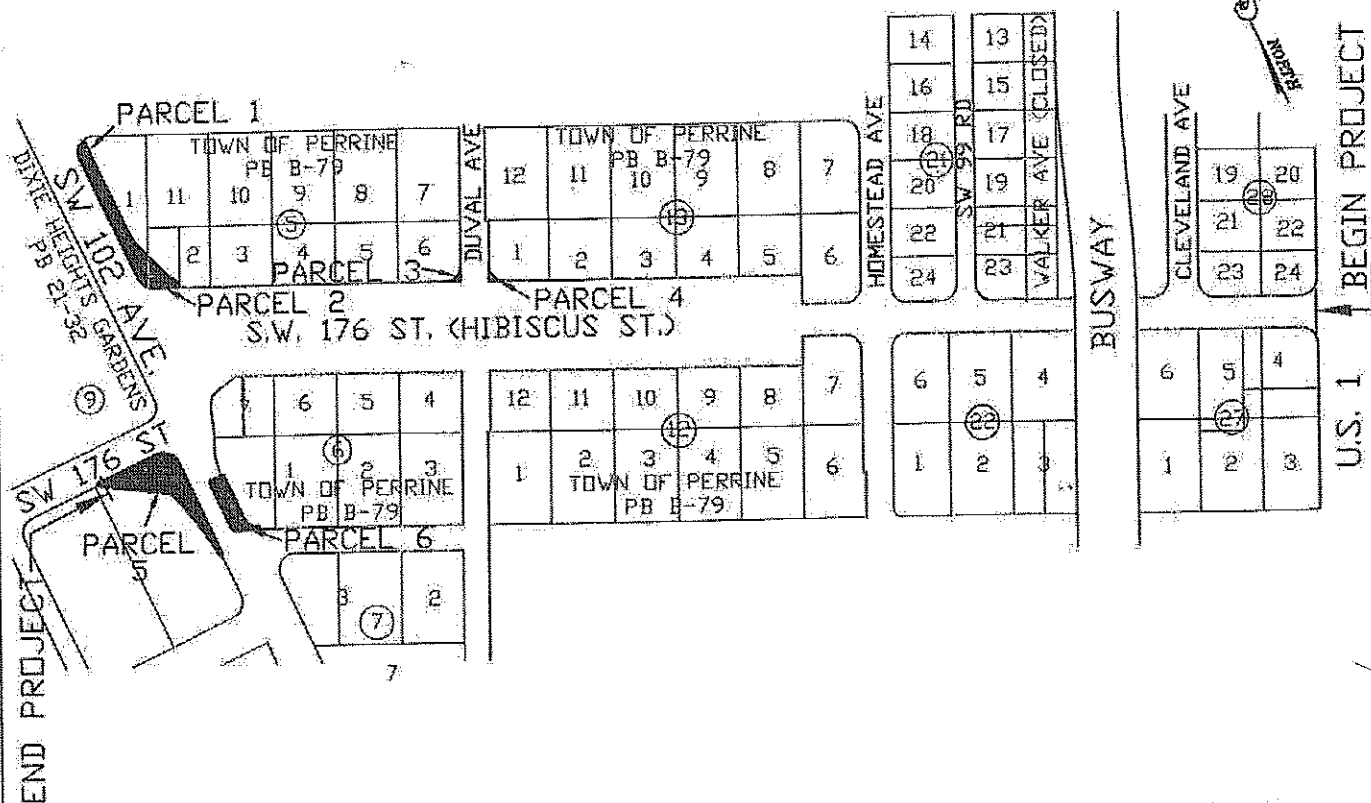 NORTH
BEGIN PROJECT
U.S. 1
PARCEL 1
TOWN OF PERRINE
PB B-79
1 11 10 9 8 7
5
2 3 4 5 6
PARCEL 3
PARCEL 2
DUVAL AVE
TOWN OF PERRINE
PB B-79
12 11 10 9 8 7
13
1 2 3 4 5 6
PARCEL 4
S.W. 176 ST. (HIBISCUS ST.)
HOMESTEAD AVE
14
16
18
20
22
24
21
SW 99 RD
13
15
17
19
21
23
WALKER AVE (CLOSED)
BUSWAY
CLEVELAND AVE
19 20
21 22
23 24
28
DIXIE HEIGHTS GARDENS
PB 21-32
SW 102 AVE.
9
SW 176 ST
PARCEL
5
END PROJECT
7 6 5 4
6
1 2 3
TOWN OF PERRINE
PB B-79
PARCEL 6
3 2
7
7
12 11 10 9 8 7
12
1 2 3 4 5 6
TOWN OF PERRINE
PB B-79
6 5 4
22
1 2 3
6 5 4
27
1 2 3